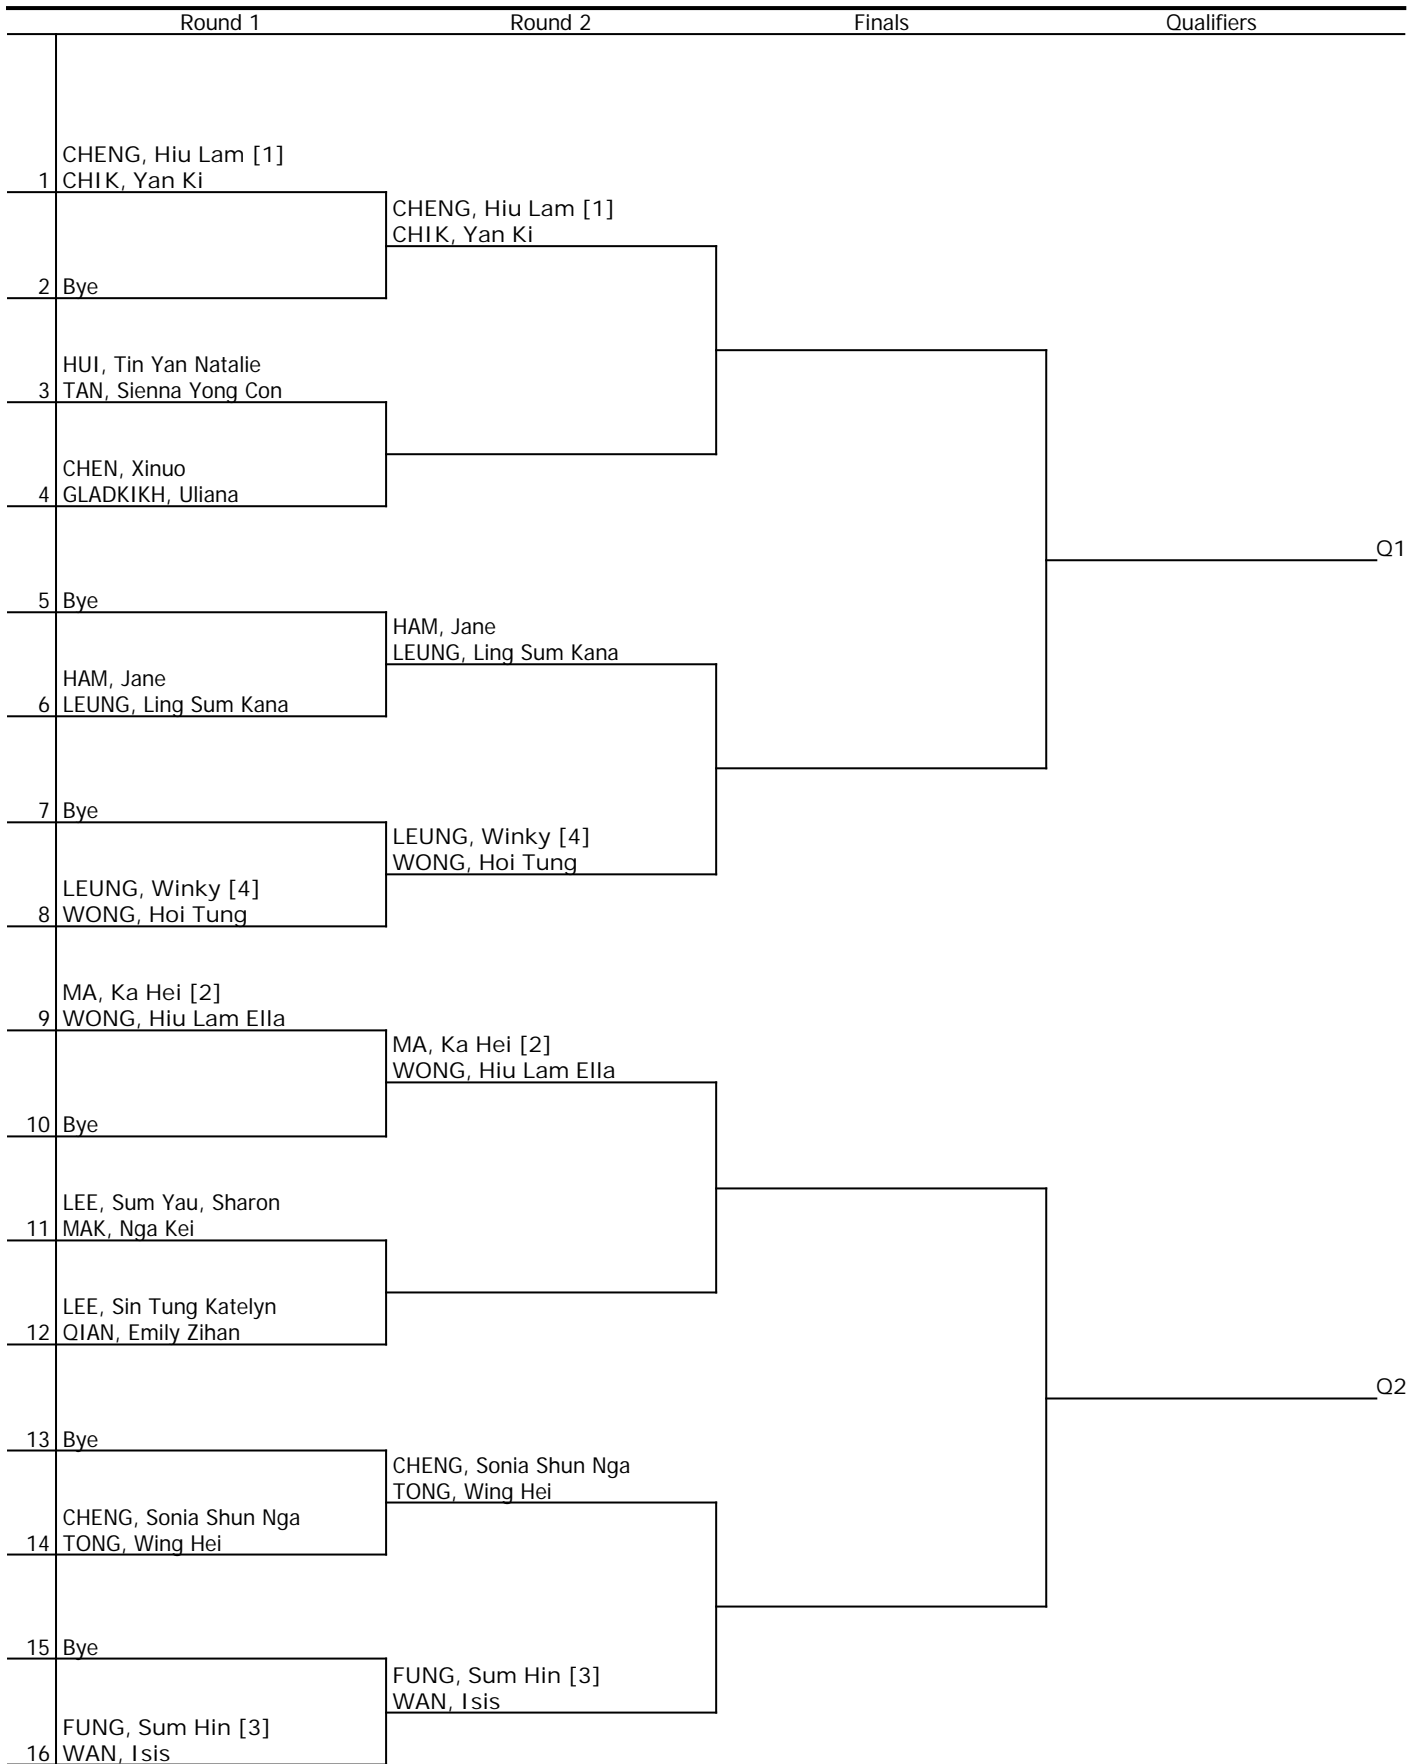 Round 1 Round 2 Finals Qualifiers
CHENG, Hiu Lam [1]
1 CHIK, Yan Ki
CHENG, Hiu Lam [1]
CHIK, Yan Ki
2 Bye
HUI, Tin Yan Natalie
3 TAN, Sienna Yong Con
CHEN, Xinuo
4 GLADKIKH, Uliana
Q1
5 Bye
HAM, Jane
LEUNG, Ling Sum Kana
HAM, Jane
6 LEUNG, Ling Sum Kana
7 Bye
LEUNG, Winky [4]
WONG, Hoi Tung
LEUNG, Winky [4]
8 WONG, Hoi Tung
MA, Ka Hei [2]
9 WONG, Hiu Lam Ella
MA, Ka Hei [2]
WONG, Hiu Lam Ella
10 Bye
LEE, Sum Yau, Sharon
11 MAK, Nga Kei
LEE, Sin Tung Katelyn
12 QIAN, Emily Zihan
Q2
13 Bye
CHENG, Sonia Shun Nga
TONG, Wing Hei
CHENG, Sonia Shun Nga
14 TONG, Wing Hei
15 Bye
FUNG, Sum Hin [3]
WAN, Isis
FUNG, Sum Hin [3]
16 WAN, Isis